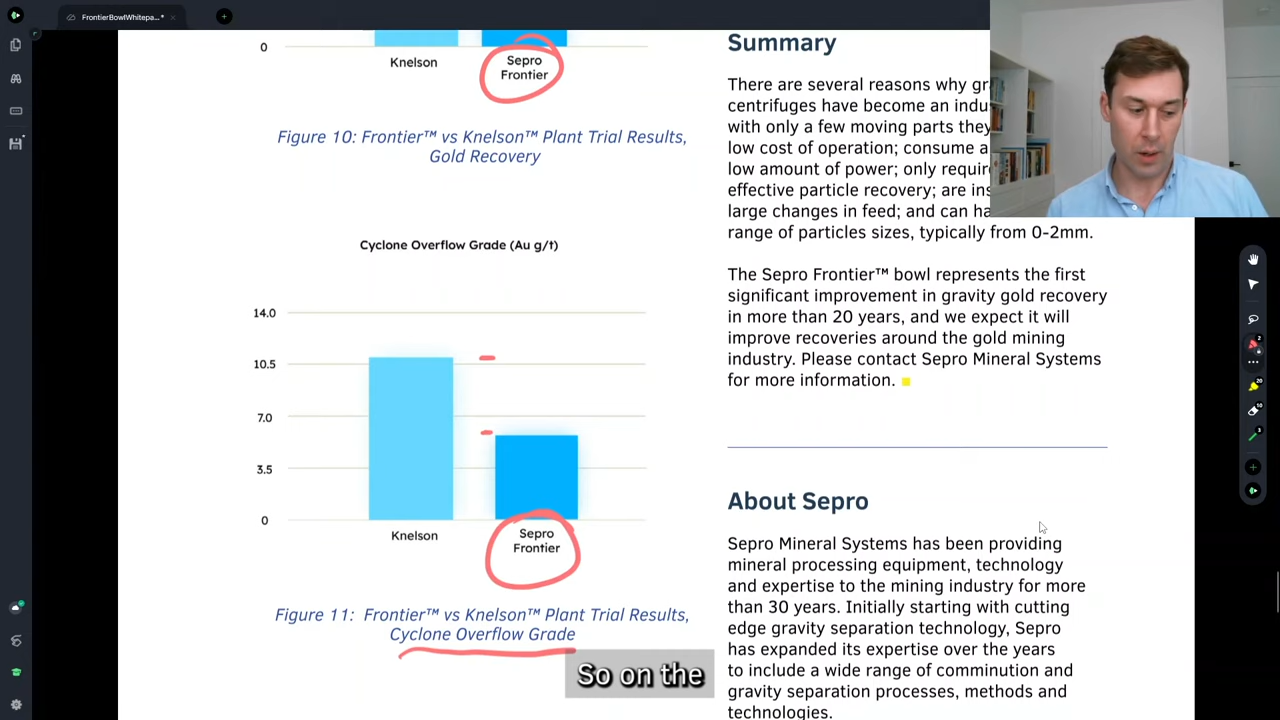 FrontierBowlWhitepa...*
0
Knelson
Sepro
Frontier
Figure 10: Frontier™ vs Knelson™ Plant Trial Results,
Gold Recovery
Cyclone Overflow Grade (Au g/t)
14.0
10.5
7.0
3.5
0
Knelson
Sepro
Frontier
Figure 11: Frontier™ vs Knelson™ Plant Trial Results,
Cyclone Overflow Grade
Summary
There are several reasons why
centrifuges have become an
with only a few moving parts they
low cost of operation; consume a
low amount of power; only
effective particle recovery; are
large changes in feed; and can
range of particles sizes, typically from 0-2mm.
The Sepro Frontier™ bowl represents the first
significant improvement in gravity gold recovery
in more than 20 years, and we expect it will
improve recoveries around the gold mining
industry. Please contact Sepro Mineral Systems
for more information.
About Sepro
Sepro Mineral Systems has been providing
mineral processing equipment, technology
and expertise to the mining industry for more
than 30 years. Initially starting with cutting
edge gravity separation technology, Sepro
has expanded its expertise over the years
to include a wide range of comminution and
gravity separation processes, methods and
technologies.
So on the